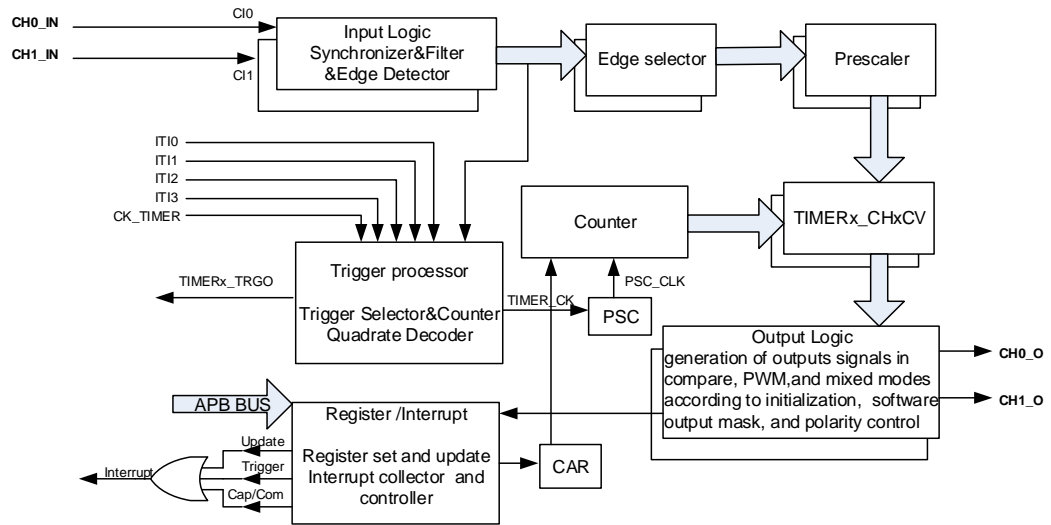 CH0_IN
CI0
CH1_IN
CI1
Input Logic
Synchronizer&Filter
&Edge Detector
Edge selector
Prescaler
ITI0
ITI1
ITI2
ITI3
CK_TIMER
Counter
TIMERx_CHxCV
Trigger processor
Trigger Selector&Counter
Quadrate Decoder
TIMERx_TRGO
TIMER_CK
PSC_CLK
PSC
Output Logic
generation of outputs signals in
compare, PWM,and mixed modes
according to initialization, software
output mask, and polarity control
CH0_O
CH1_O
APB BUS
Register /Interrupt
Register set and update
Interrupt collector and
controller
CAR
Update
Trigger
Cap/Com
Interrupt